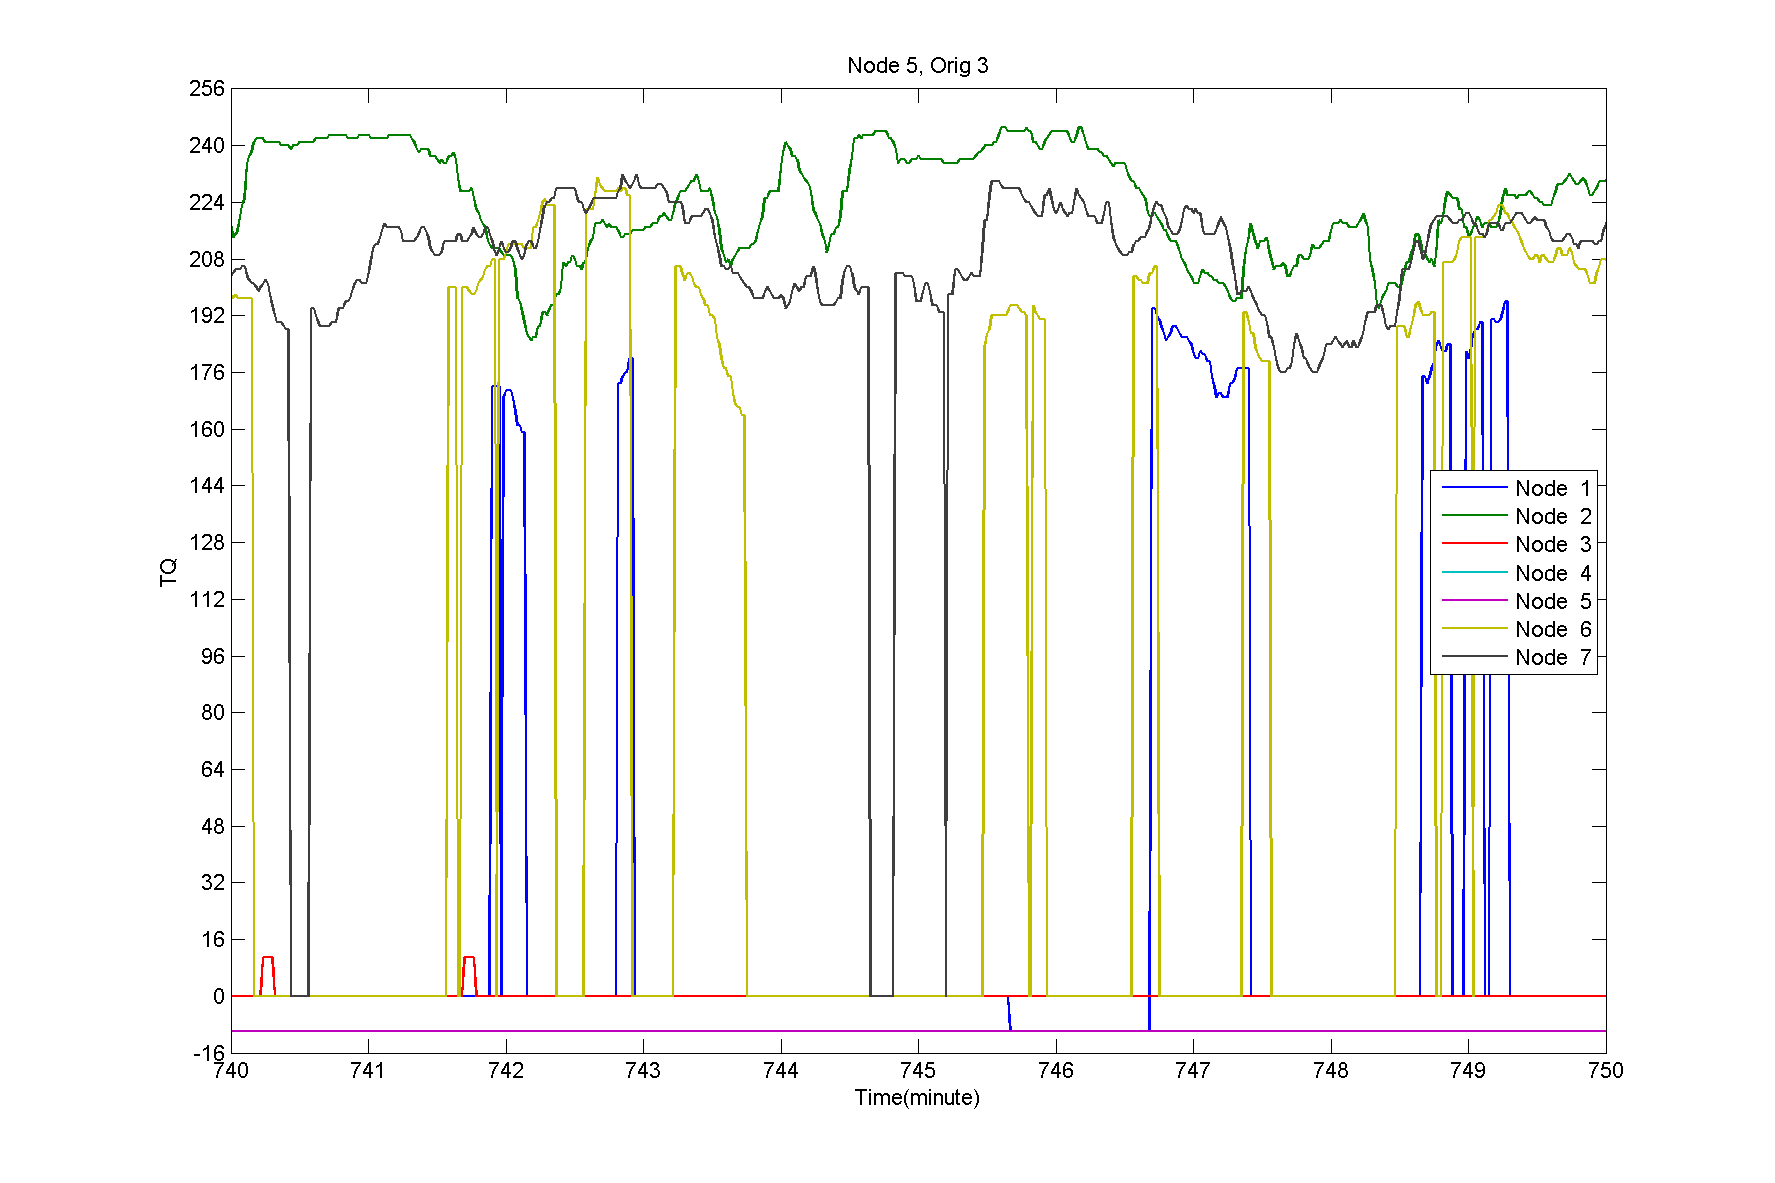 Node 5, Orig 3
256
240
224
208
192
176
160
144
128
112
96
80
64
48
32
16
0
-16
TQ
Node 1
Node 2
Node 3
Node 4
Node 5
Node 6
Node 7
740 741 742 743 744 745 746 747 748 749 750
Time(minute)